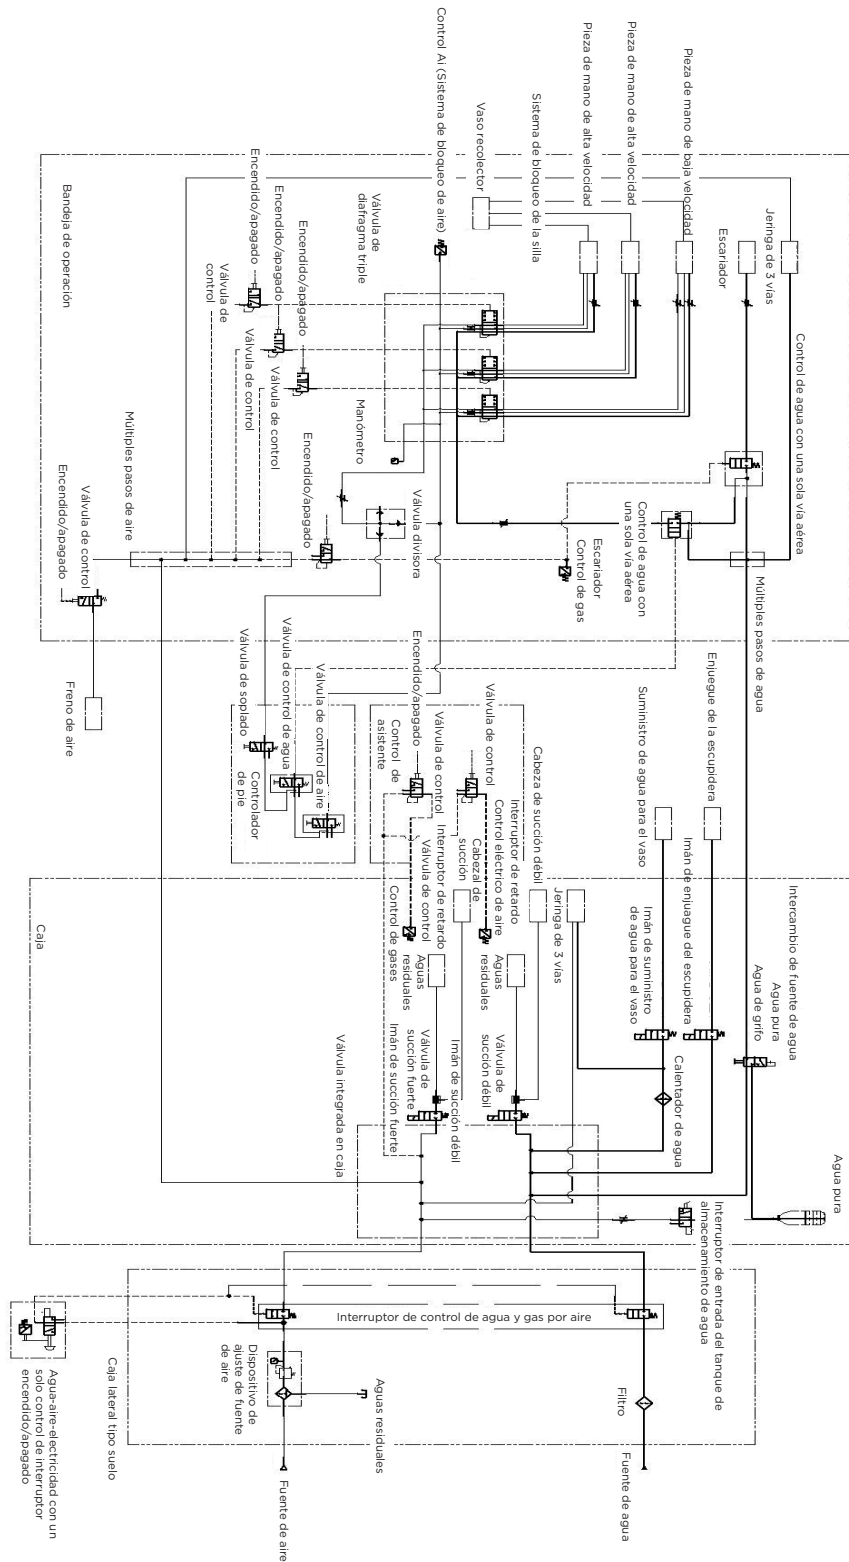 Control Ai (Sistema de bloqueo de aire)
Vaso recolector
Sistema de bloqueo de la silla
Pieza de mano de alta velocidad
Pieza de mano de alta velocidad
Pieza de mano de baja velocidad
Escariador
Jeringa de 3 vías
Control de agua con una sola vía aérea
Bandeja de operación
Encendido/apagado
Encendido/apagado
Encendido/apagado
Válvula de
diafragma triple
Válvula de
control
Válvula de control
Válvula de control
Manómetro
Múltiples pasos de aire
Encendido/apagado
Válvula divisora
Válvula de control
Encendido/apagado
Escariador
Control de gas
Control de agua con
una sola vía aérea
Múltiples pasos de agua
Freno de aire
Válvula de soplado
Válvula de control de agua
Válvula de control de aire
Controlador
de pie
Encendido/apagado
Válvula de control
Control de
asistente
Válvula de control
Suministro de agua para el vaso
Enjuegue de la escupidera
Cabeza de succión débil
Interruptor de retardo
Control eléctrico de aire
Cabezal de
succión
Interruptor de retardo
Válvula de control
Control de gases
Jeringa de 3 vías
Aguas
residuales
Aguas
residuales
Caja
Imán de enjuague del escupidera
Imán de suministro
de agua para el vaso
Intercambio de fuente de agua
Agua pura
Agua de grifo
Calentador de agua
Válvula de
succión débil
Imán de succión débil
Válvula de
succión fuerte
Imán de succión fuerte
Válvula integrada en caja
Agua pura
Interruptor de entrada del tanque de
almacenamiento de agua
Interruptor de control de agua y gas por aire
Dispositivo de
ajuste de fuente
de aire
Caja lateral tipo suelo
Aguas residuales
Filtro
Agua-aire-electricidad con un
solo control de interruptor
encendido/apagado
Fuente de aire
Fuente de agua